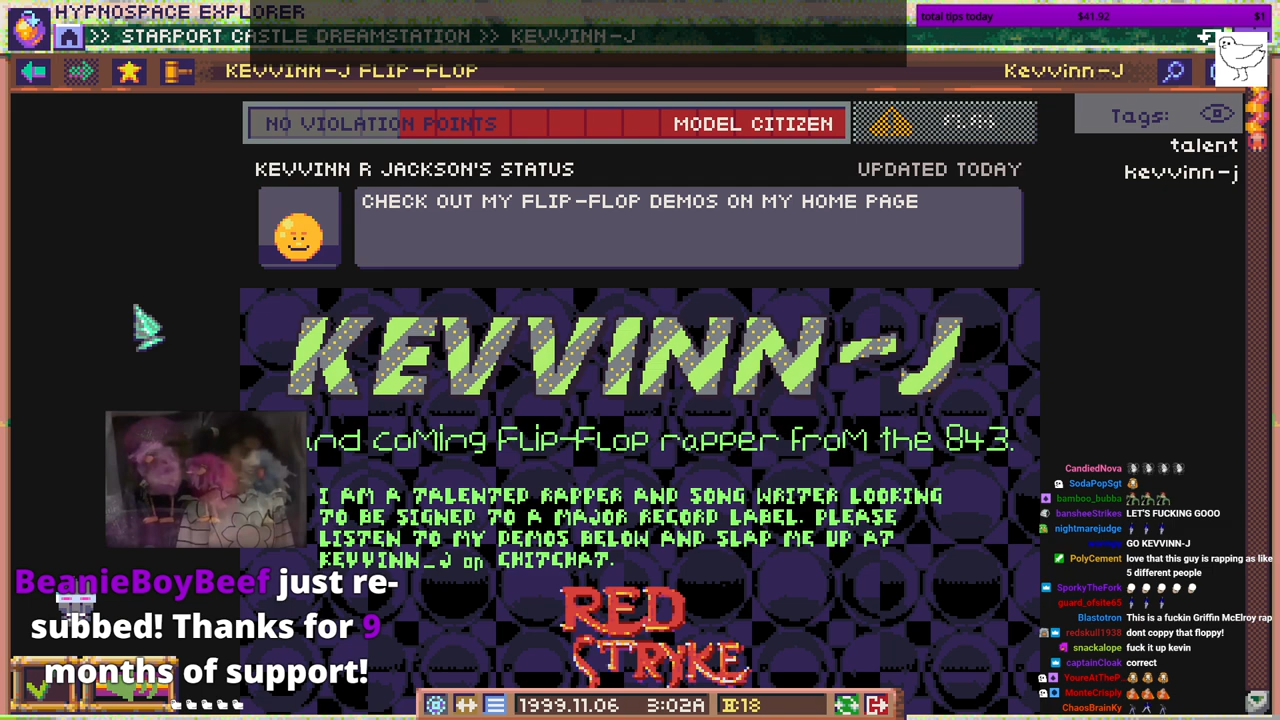 HYPNOSPACE EXPLORER
total tips today $41.92 $1
>> STARPORT CASTLE DREAMSTATION >> KEVVINN-J
KEVVINN-J FLIP-FLOP
Kevvinn-J
NO VIOLATION POINTS
MODEL CITIZEN
Tags:
talent
kevvinn-j
KEVVINN R JACKSON'S STATUS
UPDATED TODAY
CHECK OUT MY FLIP-FLOP DEMOS ON MY HOME PAGE
KEVVINN-J
and coming Flip-Flop rapper from the 843.
I AM A TALENTED RAPPER AND SONG WRITER LOOKING
TO BE SIGNED TO A MAJOR RECORD LABEL. PLEASE
LISTEN TO MY DEMOS BELOW AND SLAP ME UP AT
KEVVINN_J on CHITCHAT.
RED
STRYKE
BeanieBoyBeef just re-
subbed! Thanks for 9
months of support!
CandiedNova
SodaPopSgt
bamboo_bubba
bansheeStrikes LET'S FUCKING GOOO
nightmarejudge
GO KEVVINN-J
PolyCement love that this guy is rapping as like
5 different people
SporkyTheFork
guard_ofsite65
Blastotron This is a fuckin Griffin McElroy rap
redskull1938 dont coppy that floppy!
snackalope fuck it up kevin
captainCloak correct
YoureAtTheP
MonteCrisply
ChaosBrainKy
1999.11.06 3:02A
18